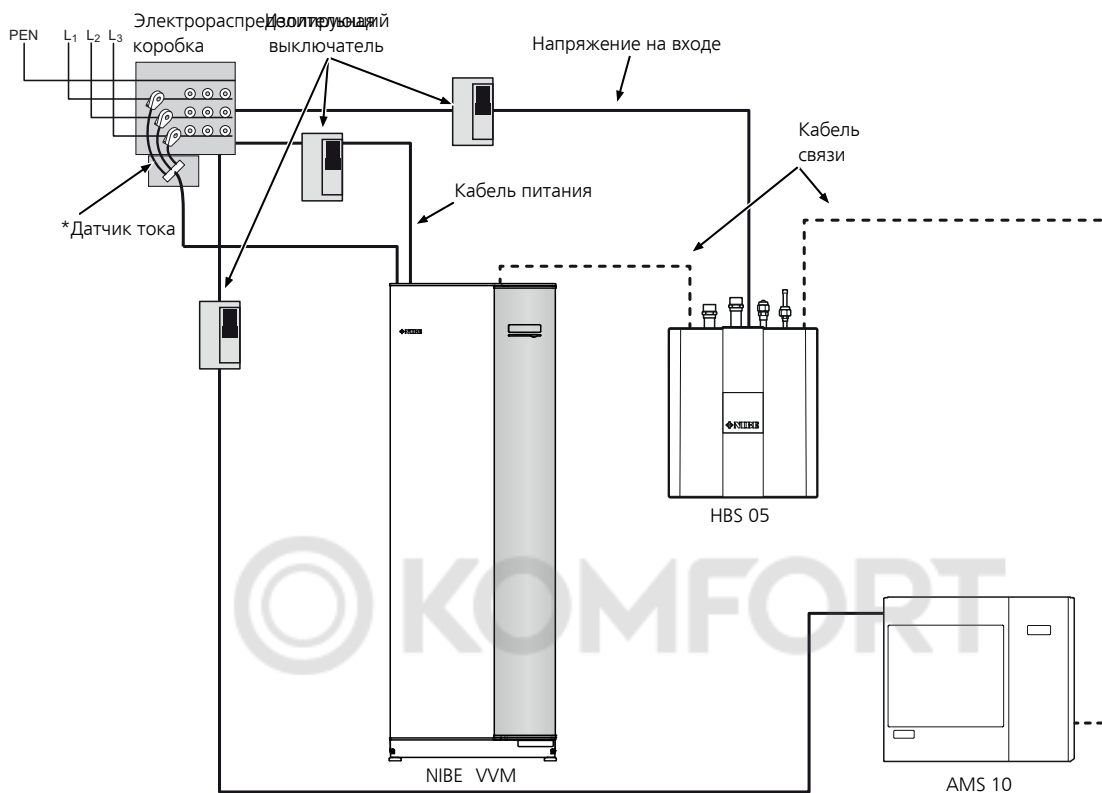 Электрораспределительная
коробка
Изолирующий
выключатель
PEN
L1
L2
L3
Напряжение на входе
Кабель
связи
Кабель питания
*Датчик тока
NIBE
NIBE
HBS 05
KOMFORT
NIBE VVM
AMS 10